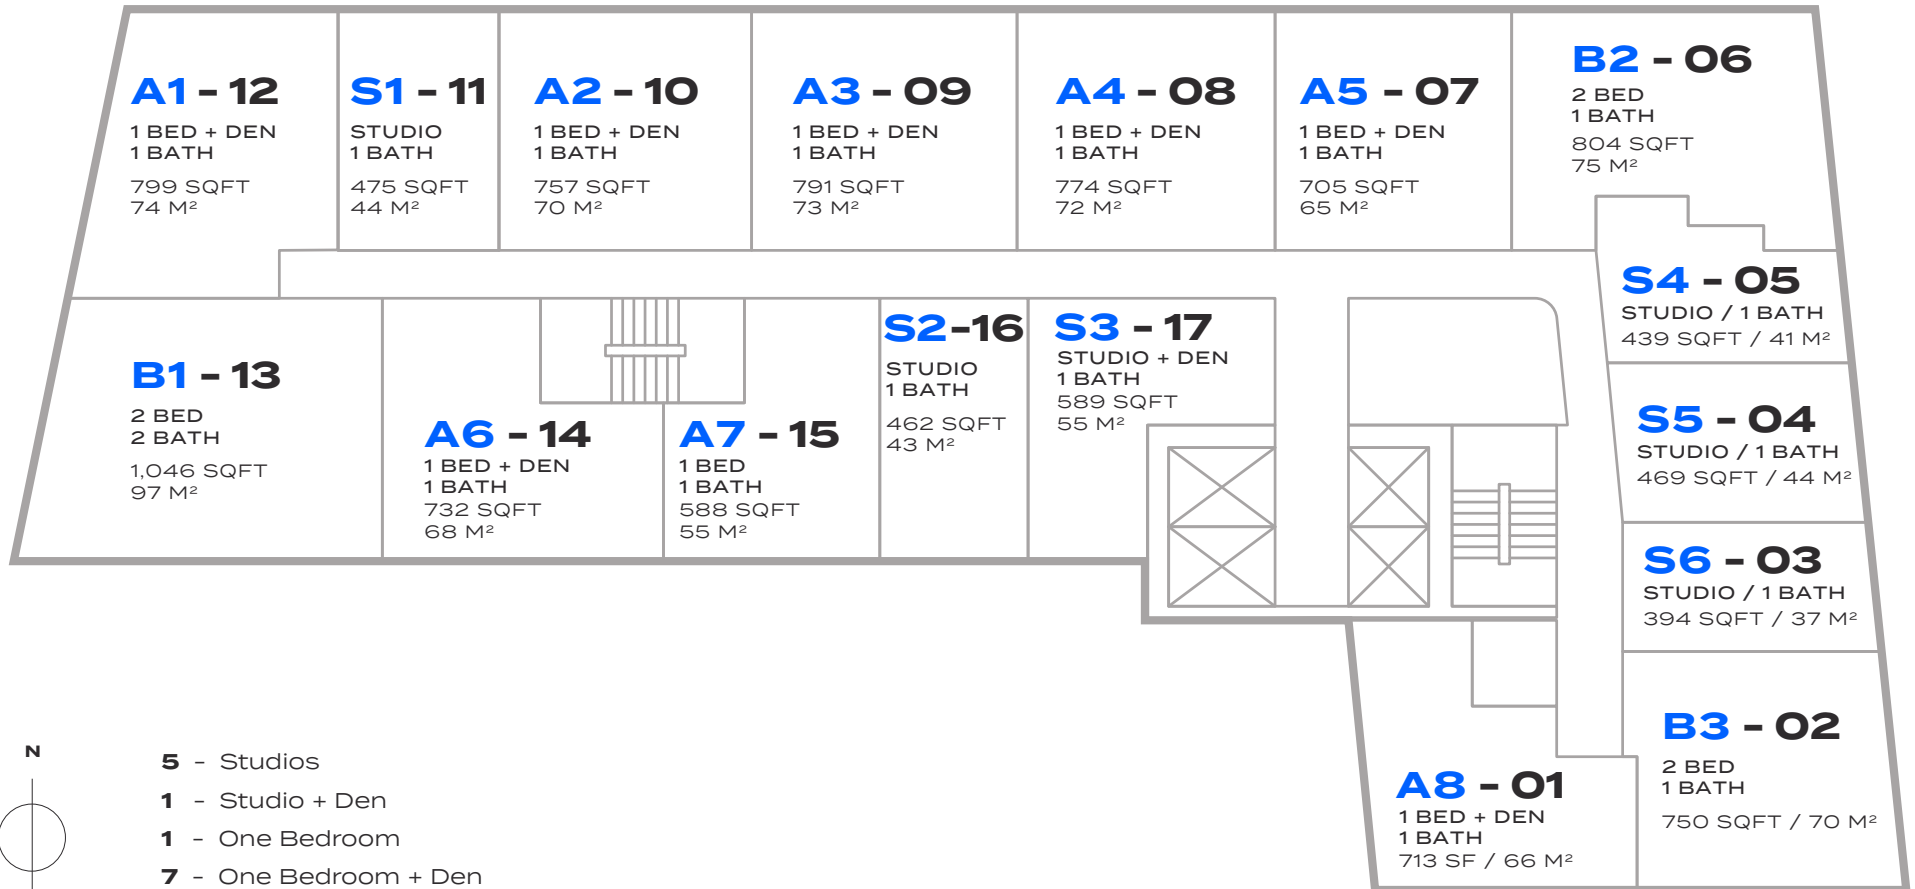 A1 - 12
1 BED + DEN
1 BATH
799 SQFT
74 M²
S1 - 11
STUDIO
1 BATH
475 SQFT
44 M²
A2 - 10
1 BED + DEN
1 BATH
757 SQFT
70 M²
A3 - 09
1 BED + DEN
1 BATH
791 SQFT
73 M²
A4 - 08
1 BED + DEN
1 BATH
774 SQFT
72 M²
A5 - 07
1 BED + DEN
1 BATH
705 SQFT
65 M²
B2 - 06
2 BED
1 BATH
804 SQFT
75 M²
S4 - 05
STUDIO / 1 BATH
439 SQFT / 41 M²
B1 - 13
2 BED
2 BATH
1,046 SQFT
97 M²
A6 - 14
1 BED + DEN
1 BATH
732 SQFT
68 M²
A7 - 15
1 BED
1 BATH
588 SQFT
55 M²
S2-16
STUDIO
1 BATH
462 SQFT
43 M²
S3 - 17
STUDIO + DEN
1 BATH
589 SQFT
55 M²
S5 - 04
STUDIO / 1 BATH
469 SQFT / 44 M²
S6 - 03
STUDIO / 1 BATH
394 SQFT / 37 M²
B3 - 02
2 BED
1 BATH
750 SQFT / 70 M²
A8 - 01
1 BED + DEN
1 BATH
713 SF / 66 M²
N
5 - Studios
1 - Studio + Den
1 - One Bedroom
7 - One Bedroom + Den